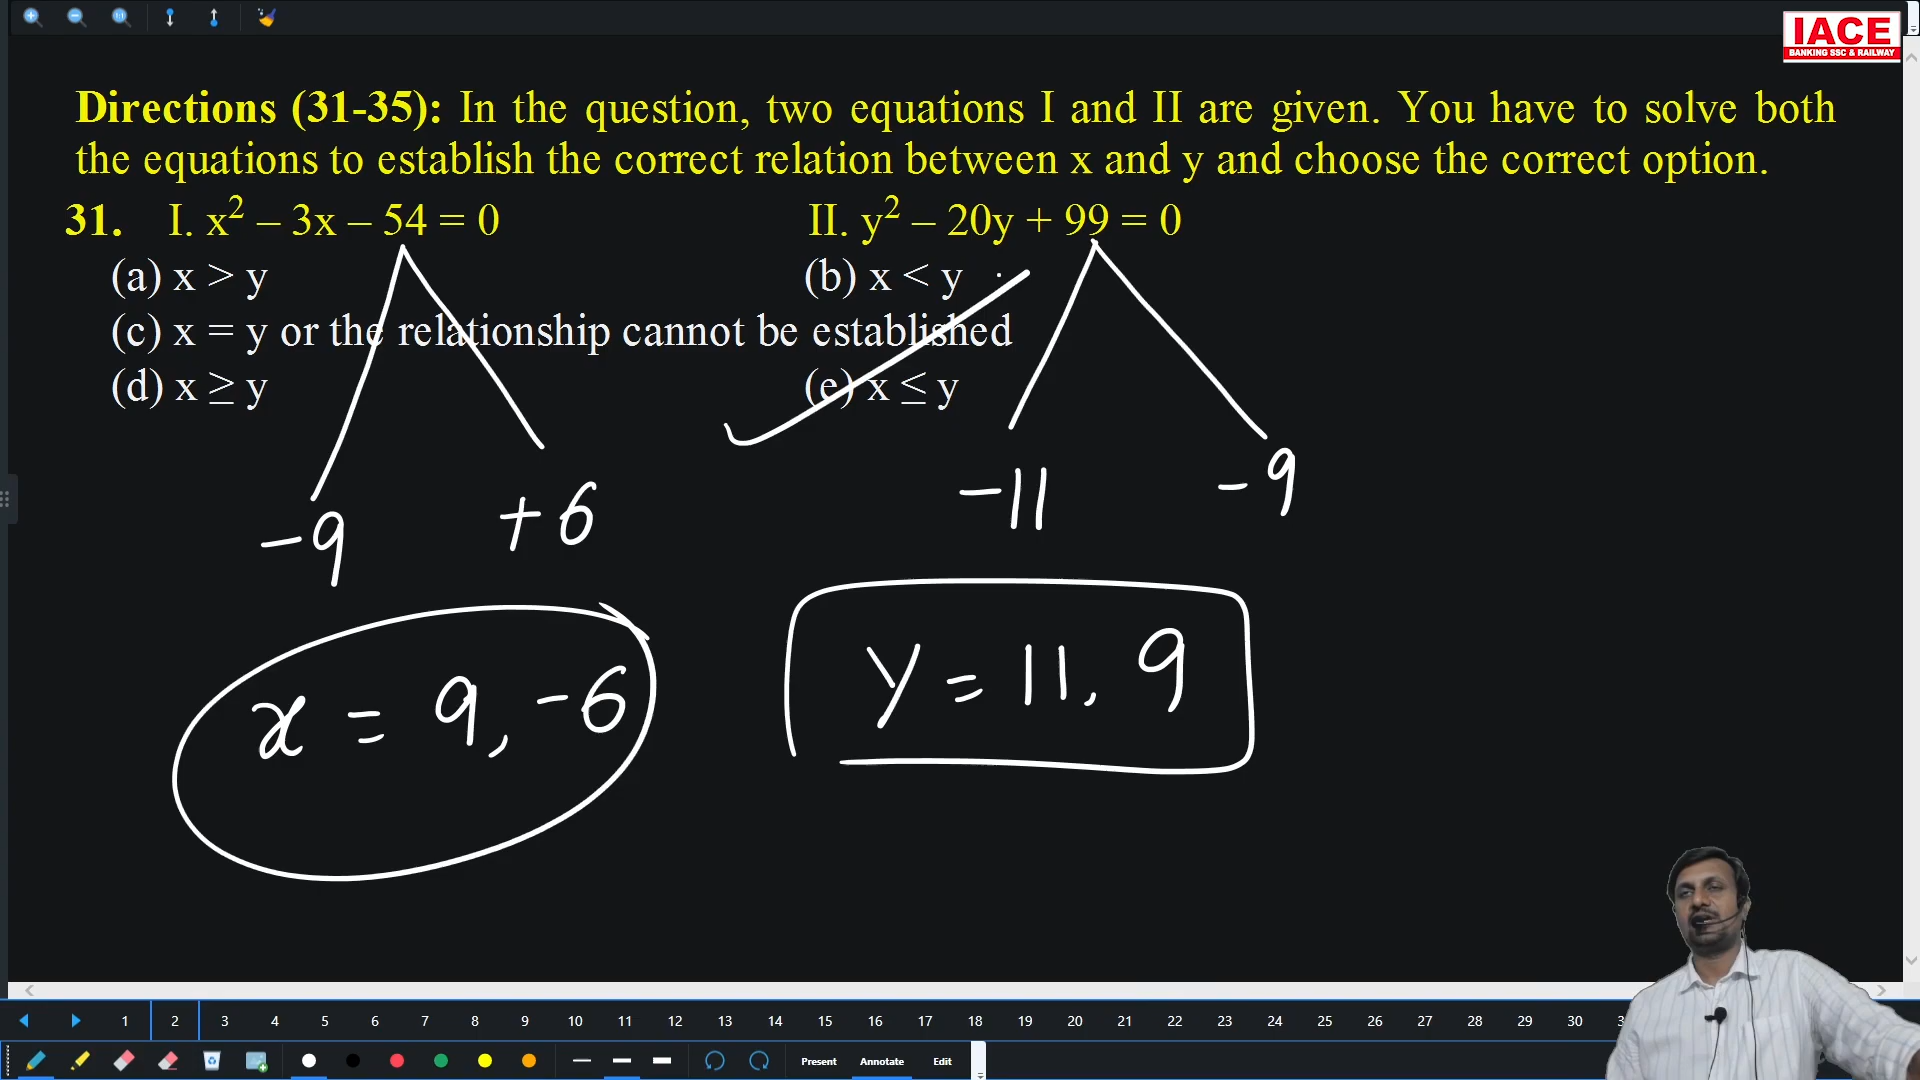 IACE
BANKING SSC & RAILWAY
Directions (31-35): In the question, two equations I and II are given. You have to solve both
the equations to establish the correct relation between x and y and choose the correct option.
31. I. x² – 3x – 54 = 0 II. y² – 20y + 99 = 0
(a) x > y (b) x < y
(c) x = y or the relationship cannot be established
(d) x ≥ y (e) x ≤ y
-9 +6 -11 -9
x = 9, -6 y = 11, 9
1 2 3 4 5 6 7 8 9 10 11 12 13 14 15 16 17 18 19 20 21 22 23 24 25 26 27 28 29 30
Present Annotate Edit